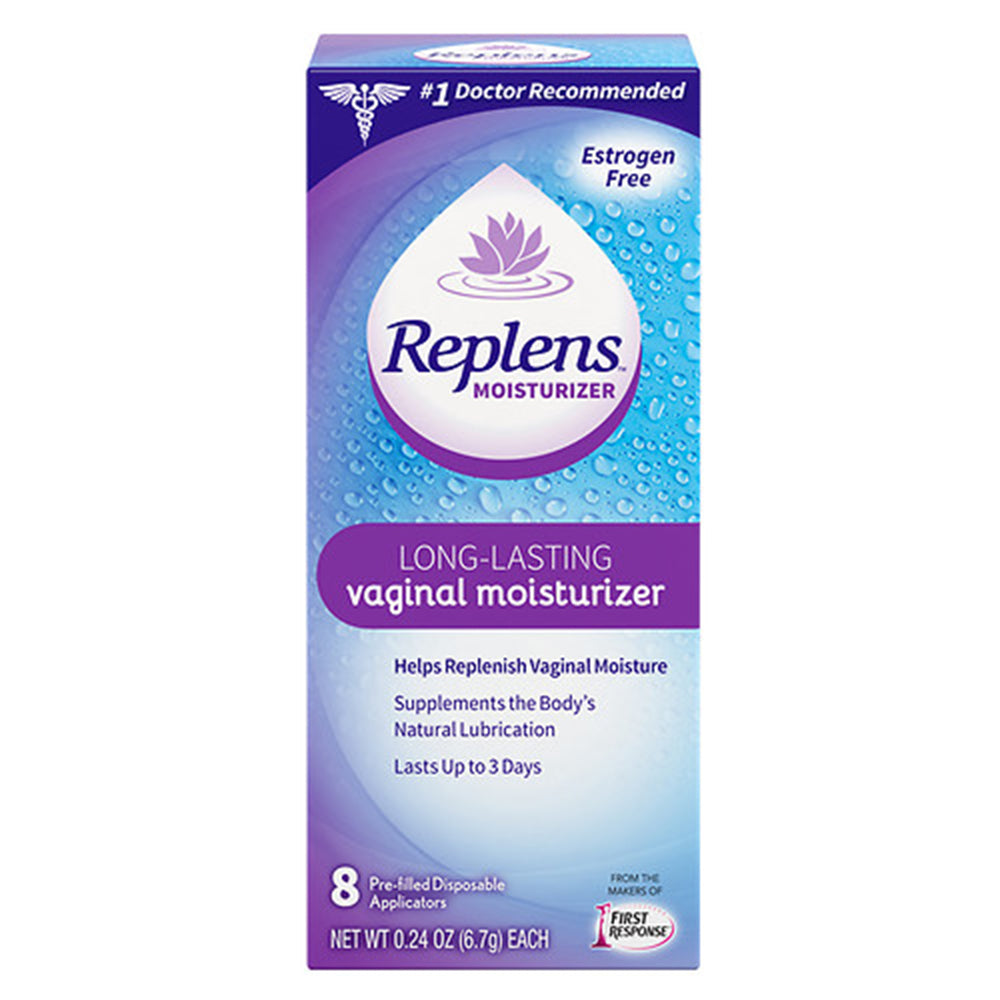 Replens
#1 Doctor Recommended
Estrogen
Free
Replens™
MOISTURIZER
LONG-LASTING
vaginal moisturizer
Helps Replenish Vaginal Moisture
Supplements the Body's
Natural Lubrication
Lasts Up to 3 Days
8 Pre-filled Disposable
Applicators
FROM THE
MAKERS OF
1 FIRST
RESPONSE
NET WT 0.24 OZ (6.7g) EACH